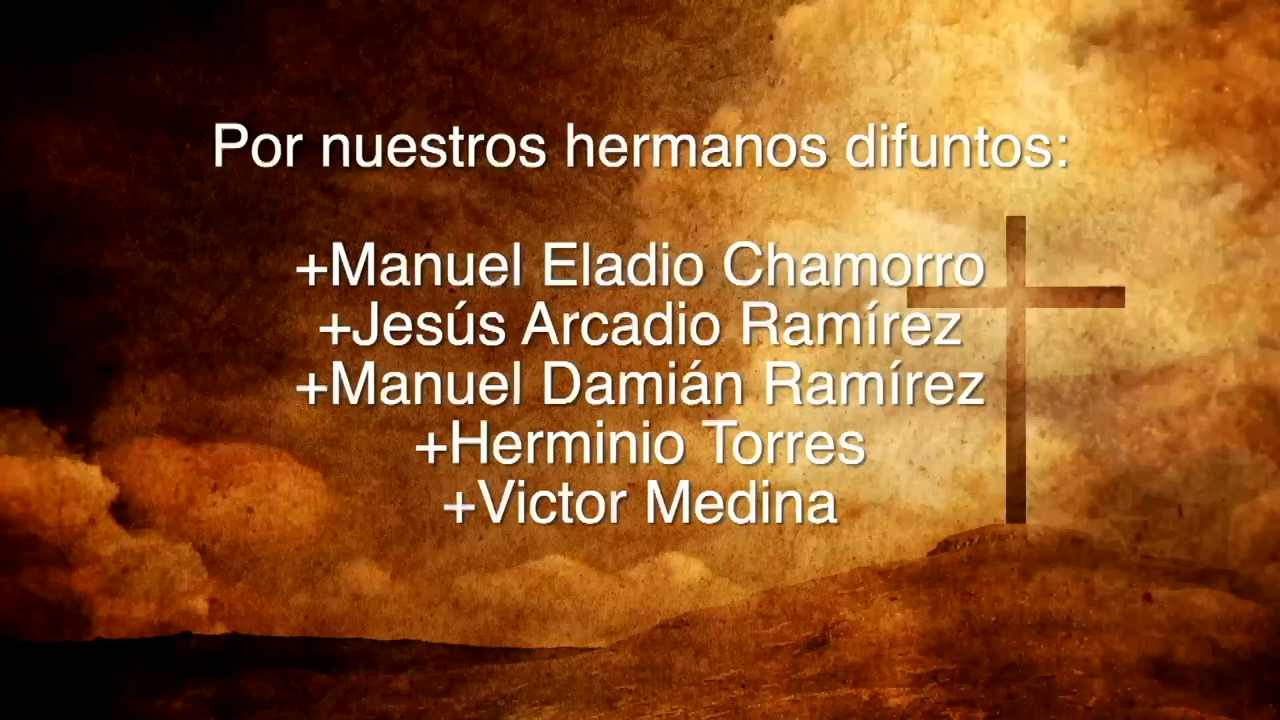 Por nuestros hermanos difuntos:
+Manuel Eladio Chamorro
+Jesús Arcadio Ramírez
+Manuel Damián Ramírez
+Herminio Torres
+Victor Medina